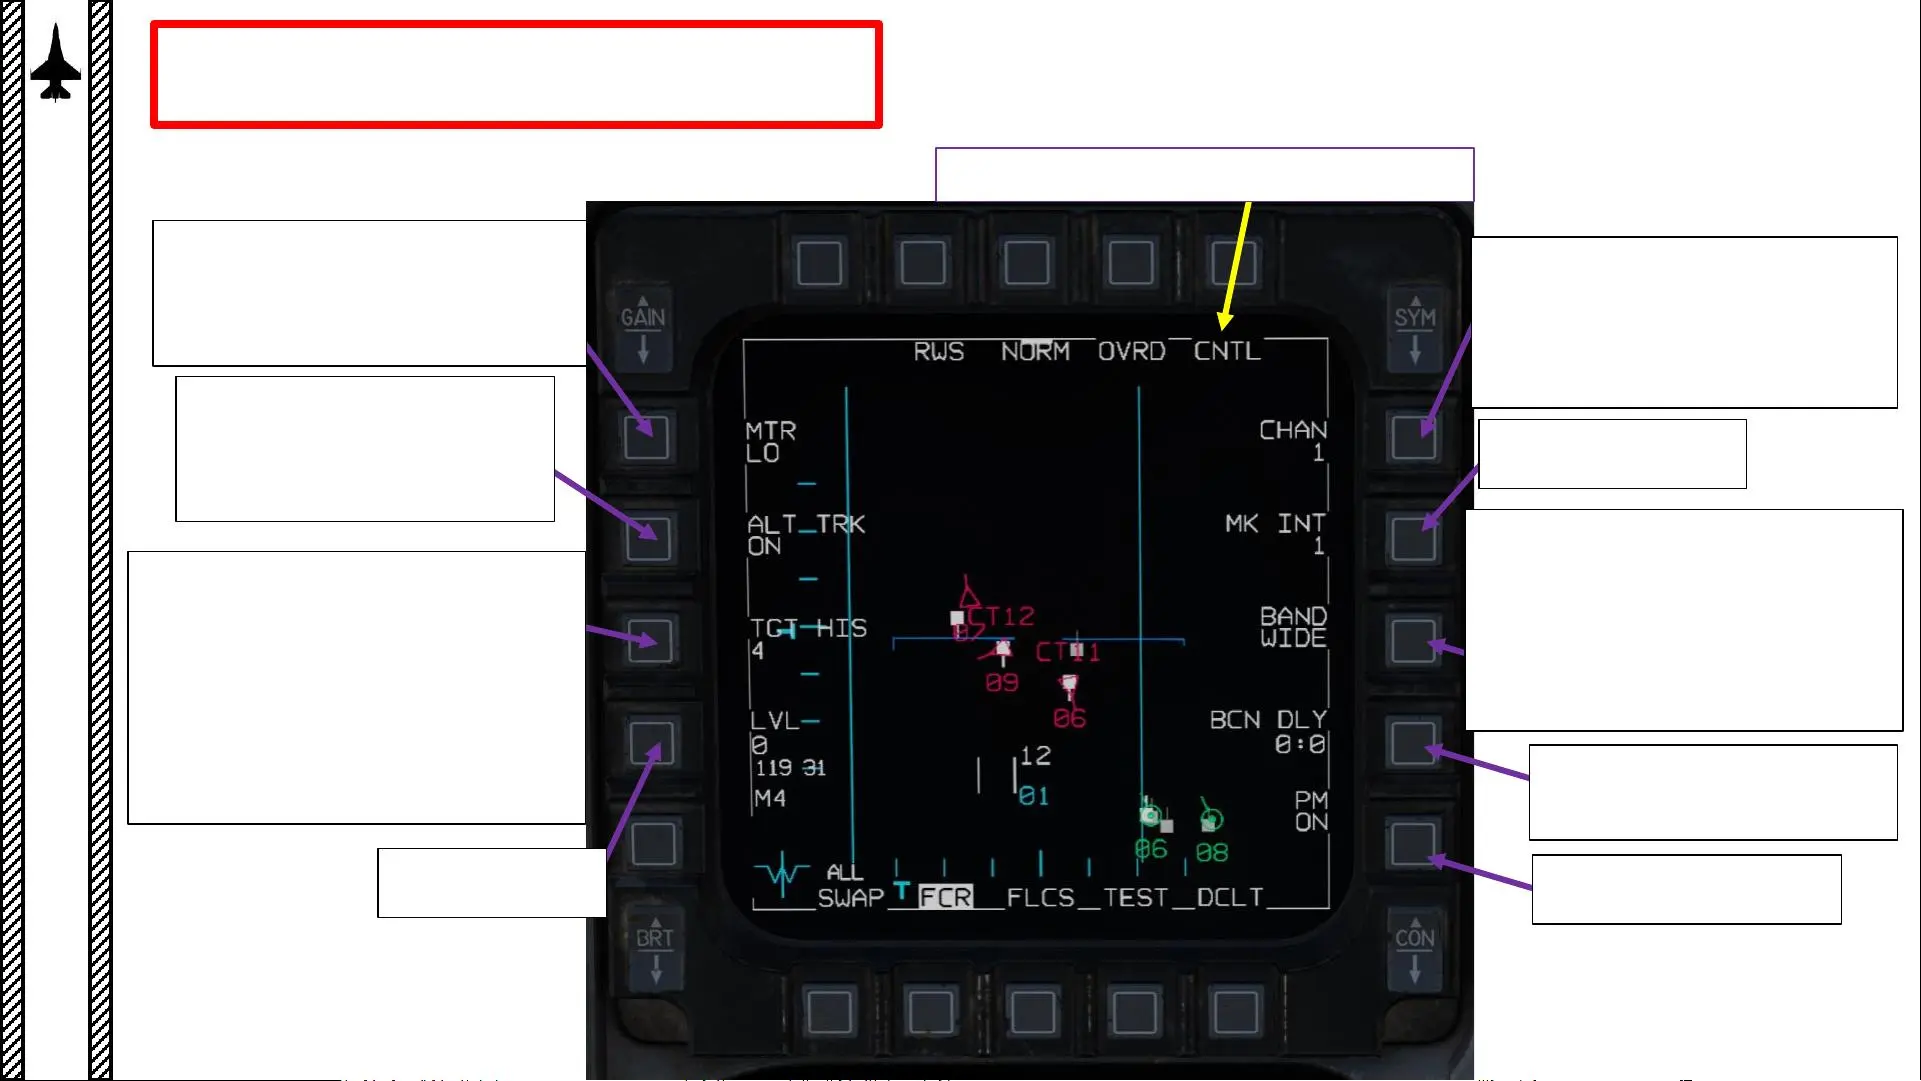 GAIN
SYM
RWS NORM OVRD CNTL
MTR
LO
CHAN
1
ALT TRK
ON
MK INT
1
CT12
07
TGT HIS
4
BAND
WIDE
CT11
09
06
LVL
0
BCN DLY
0:0
12
119 31
01
M4
PM
ON
06 08
ALL
SWAP T FCR FLCS TEST DCLT
BRT
CON